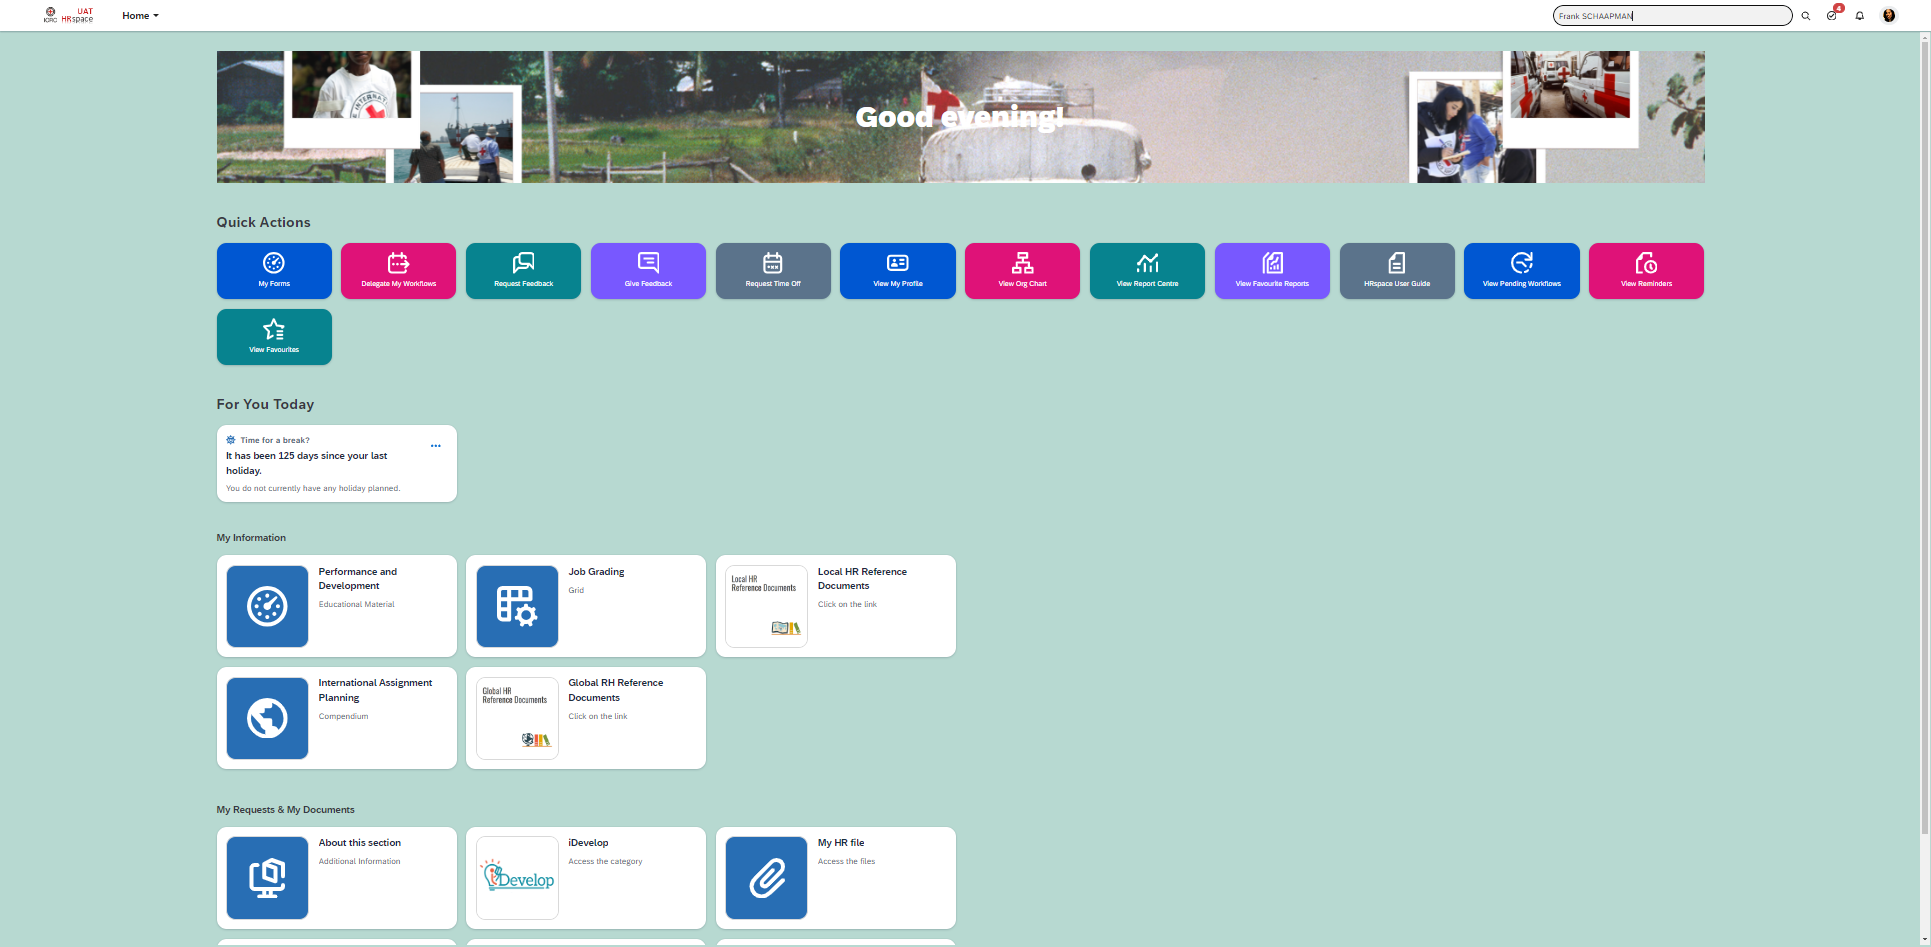 ICRC
UAT
HRspace
Home
Frank SCHAAPMAN
4
INTERNAT
Good evening!
Quick Actions
My Forms
Delegate My Workflows
Request Feedback
Give Feedback
Request Time Off
View My Profile
View Org Chart
View Report Centre
View Favourite Reports
HRspace User Guide
View Pending Workflows
View Reminders
View Favourites
For You Today
Time for a break?
It has been 125 days since your last
holiday.
You do not currently have any holiday planned.
My Information
Performance and
Development
Educational Material
Job Grading
Grid
Local HR
Reference Documents
Local HR Reference
Documents
Click on the link
International Assignment
Planning
Compendium
Global HR
Reference Documents
Global RH Reference
Documents
Click on the link
My Requests & My Documents
About this section
Additional Information
iDevelop
iDevelop
Access the category
My HR file
Access the files